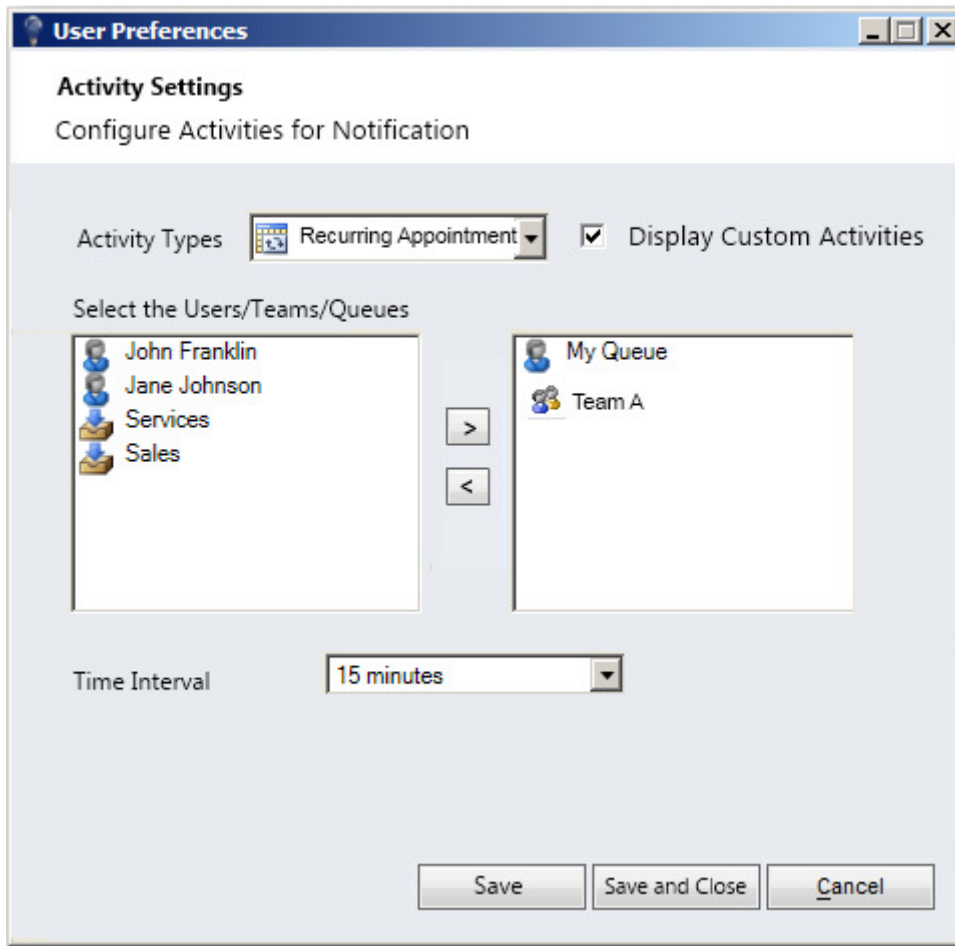 User Preferences
Activity Settings
Configure Activities for Notification
Activity Types Recurring Appointment Display Custom Activities
Select the Users/Teams/Queues
John Franklin
Jane Johnson
Services
Sales
>
<
My Queue
Team A
Time Interval 15 minutes
Save Save and Close Cancel